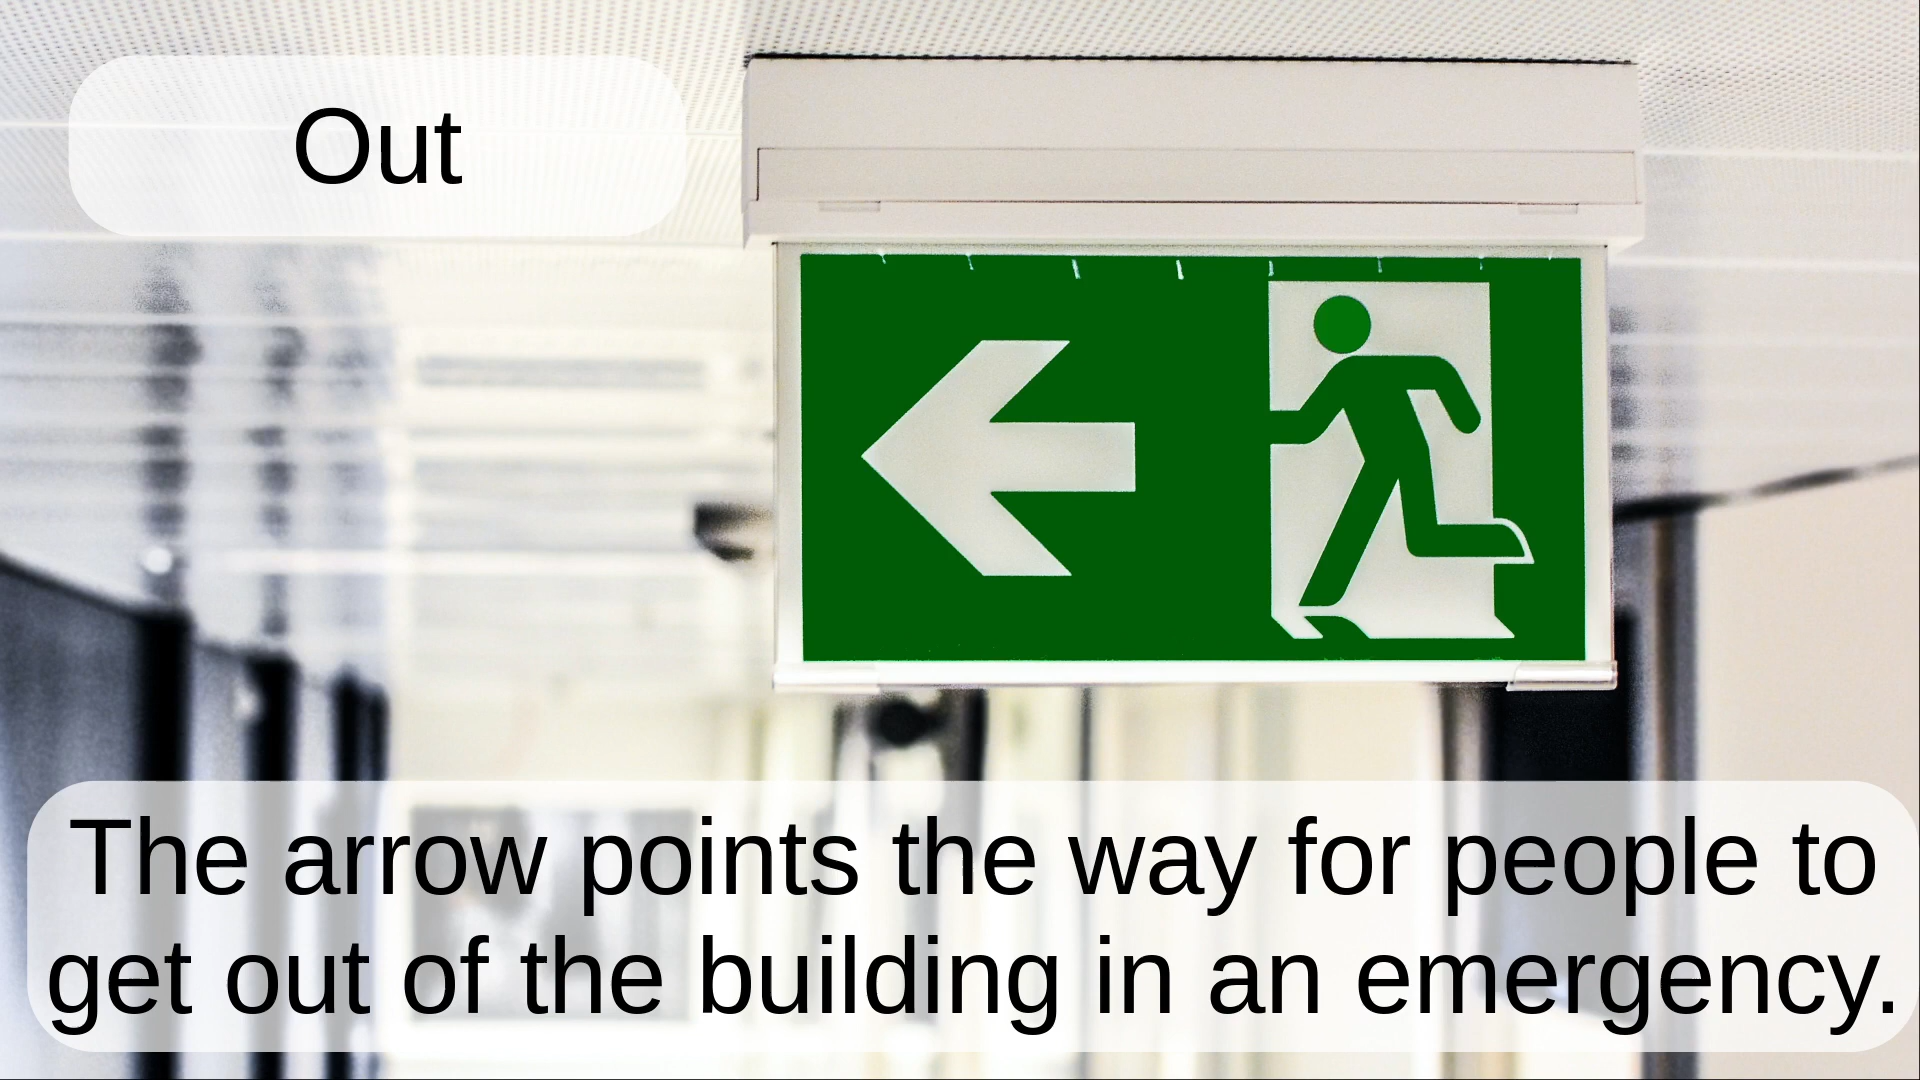 Out
The arrow points the way for people to
get out of the building in an emergency.